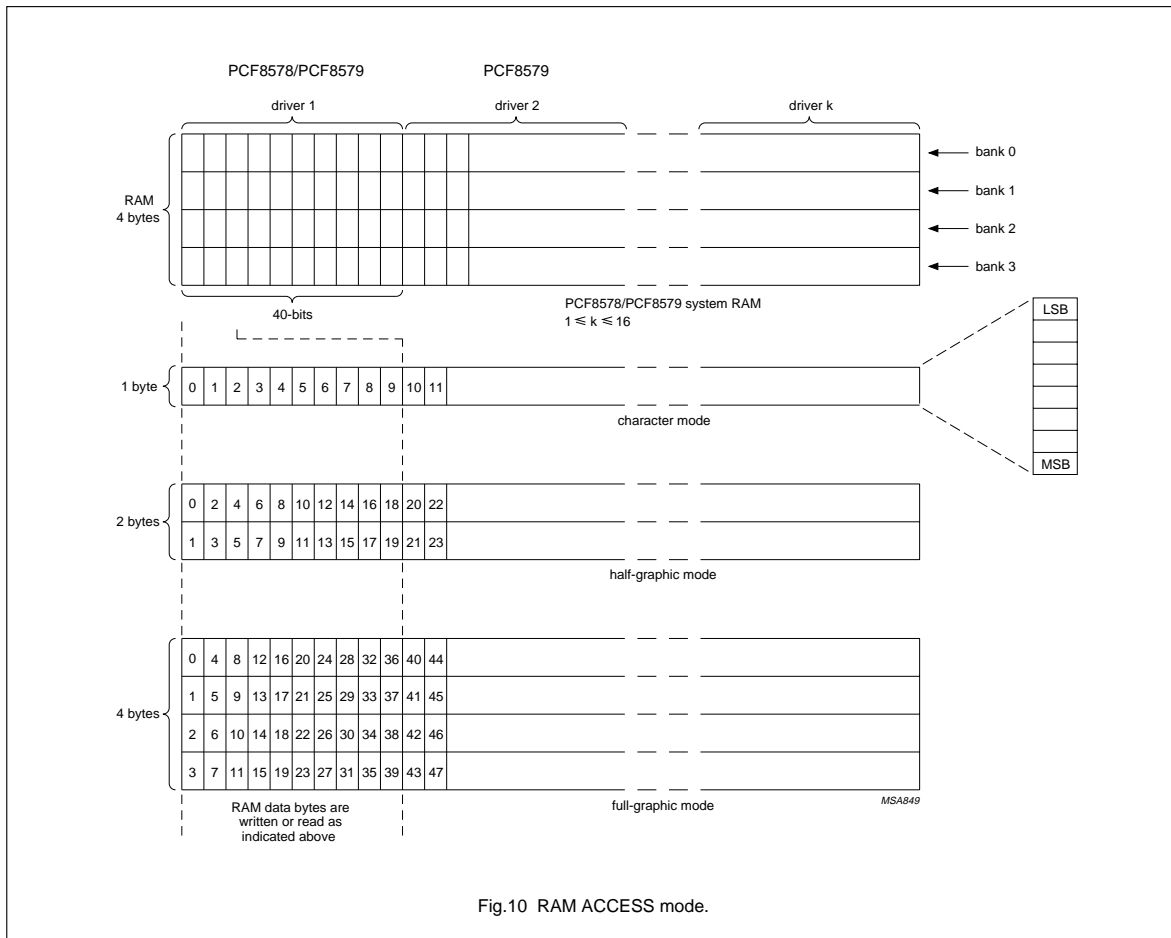 PCF8578/PCF8579 PCF8579
driver 1 driver 2 driver k
bank 0
bank 1
RAM
4 bytes
bank 2
bank 3
40-bits
PCF8578/PCF8579 system RAM
1 ≤ k ≤ 16
LSB
1 byte 0 1 2 3 4 5 6 7 8 9 10 11
character mode
MSB
0 2 4 6 8 10 12 14 16 18 20 22
2 bytes
1 3 5 7 9 11 13 15 17 19 21 23
half-graphic mode
0 4 8 12 16 20 24 28 32 36 40 44
1 5 9 13 17 21 25 29 33 37 41 45
4 bytes
2 6 10 14 18 22 26 30 34 38 42 46
3 7 11 15 19 23 27 31 35 39 43 47
RAM data bytes are
written or read as
indicated above
full-graphic mode
MSA849
Fig.10 RAM ACCESS mode.